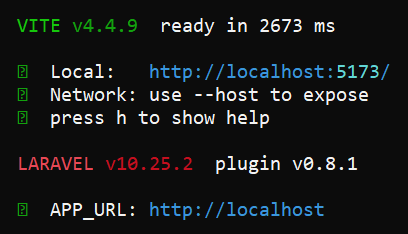 VITE v4.4.9 ready in 2673 ms
Local: http://localhost:5173/
Network: use --host to expose
press h to show help
LARAVEL v10.25.2 plugin v0.8.1
APP_URL: http://localhost